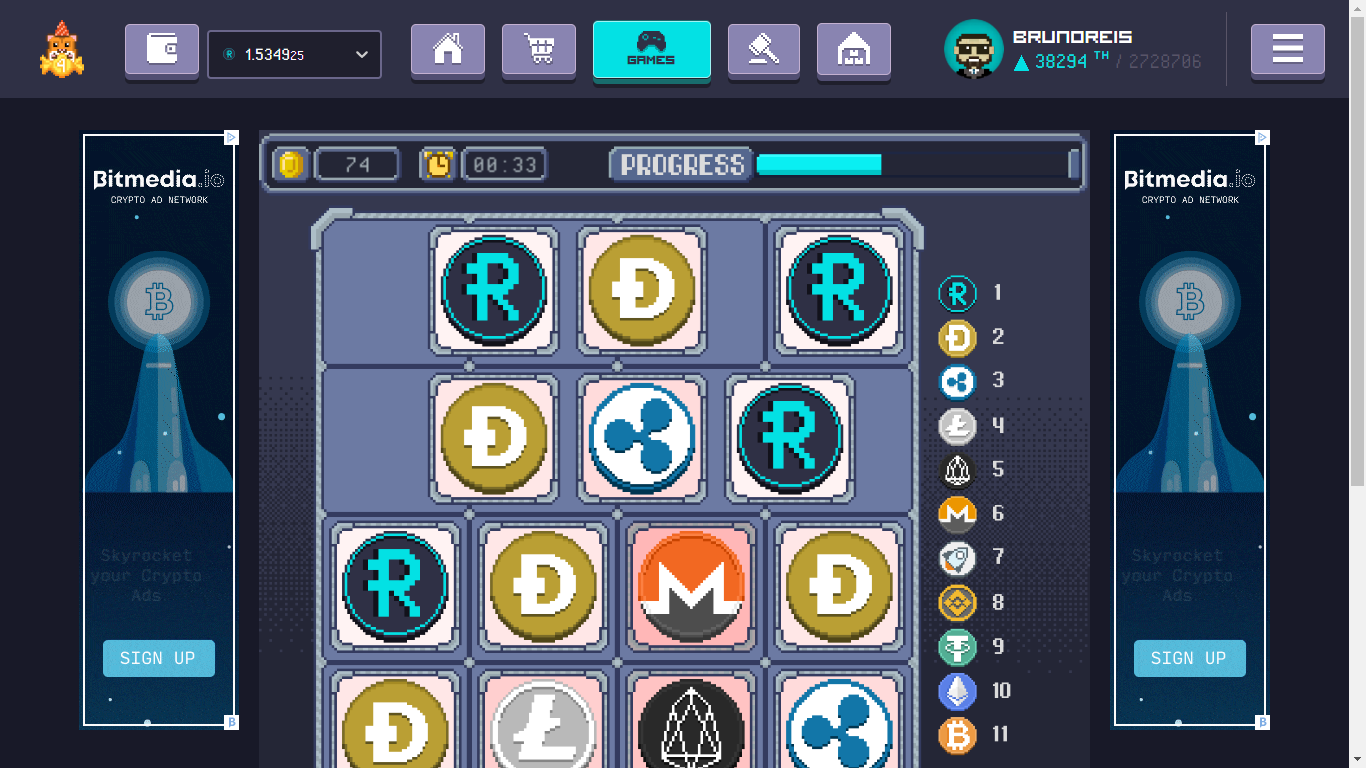 1.534925
GAMES
BRUNOREIS
38294 TH / 2728706
Bitmedia.io
CRYPTO AD NETWORK
Skyrocket
your Crypto
Ads
SIGN UP
74
00:33
PROGRESS
1
2
3
4
5
6
7
8
9
10
11
Bitmedia.io
CRYPTO AD NETWORK
Skyrocket
your Crypto
Ads
SIGN UP